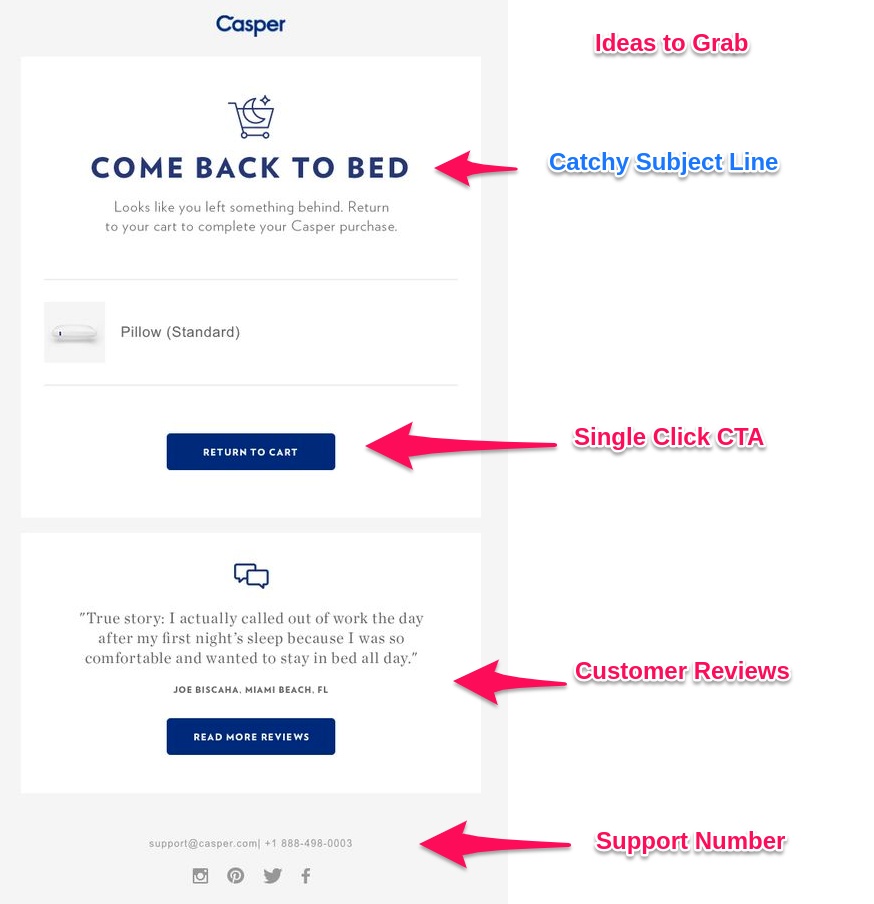 Casper
Ideas to Grab
COME BACK TO BED
Catchy Subject Line
Looks like you left something behind. Return
to your cart to complete your Casper purchase.
Pillow (Standard)
RETURN TO CART
Single Click CTA
"True story: I actually called out of work the day
after my first night's sleep because I was so
comfortable and wanted to stay in bed all day."
JOE BISCAHA, MIAMI BEACH, FL
Customer Reviews
READ MORE REVIEWS
support@casper.com| +1 888-498-0003
Support Number